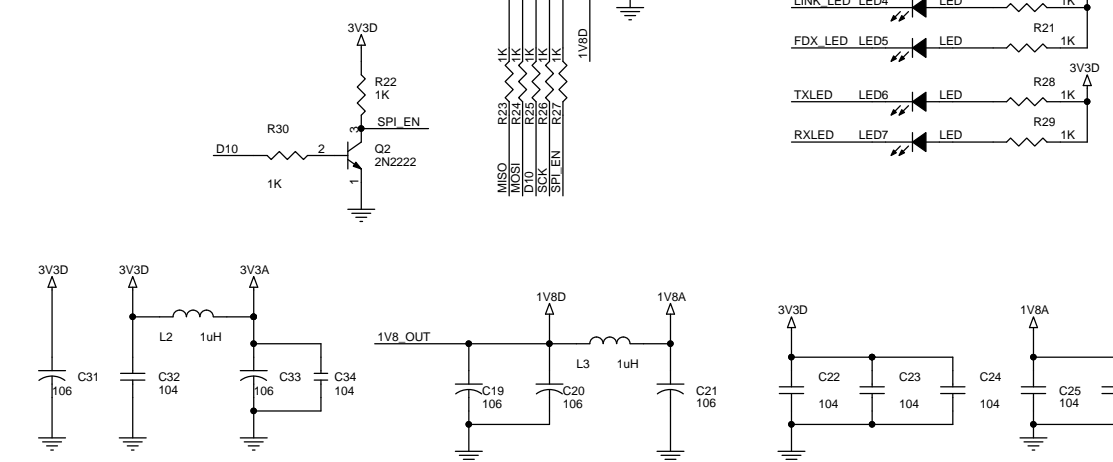 LINK_LED LED4 LED 1K
R21
FDX_LED LED5 LED 1K
3V3D
R28
TXLED LED6 LED 1K
R29
RXLED LED7 LED 1K
3V3D
R22
1K
SPI_EN
3
R30
D10
2
1K
Q2
2N2222
1
1V8D
1K
1K
1K
1K
1K
R23
R24
R25
R26
R27
MISO
MOSI
D10
SCK
SPI_EN
3V3D
C31
106
3V3D
L2 1uH
3V3A
C32
104
C33
106
C34
104
1V8_OUT
1V8D
L3 1uH
1V8A
C19
106
C20
106
C21
106
3V3D
C22
104
C23
104
C24
104
1V8A
C25
104